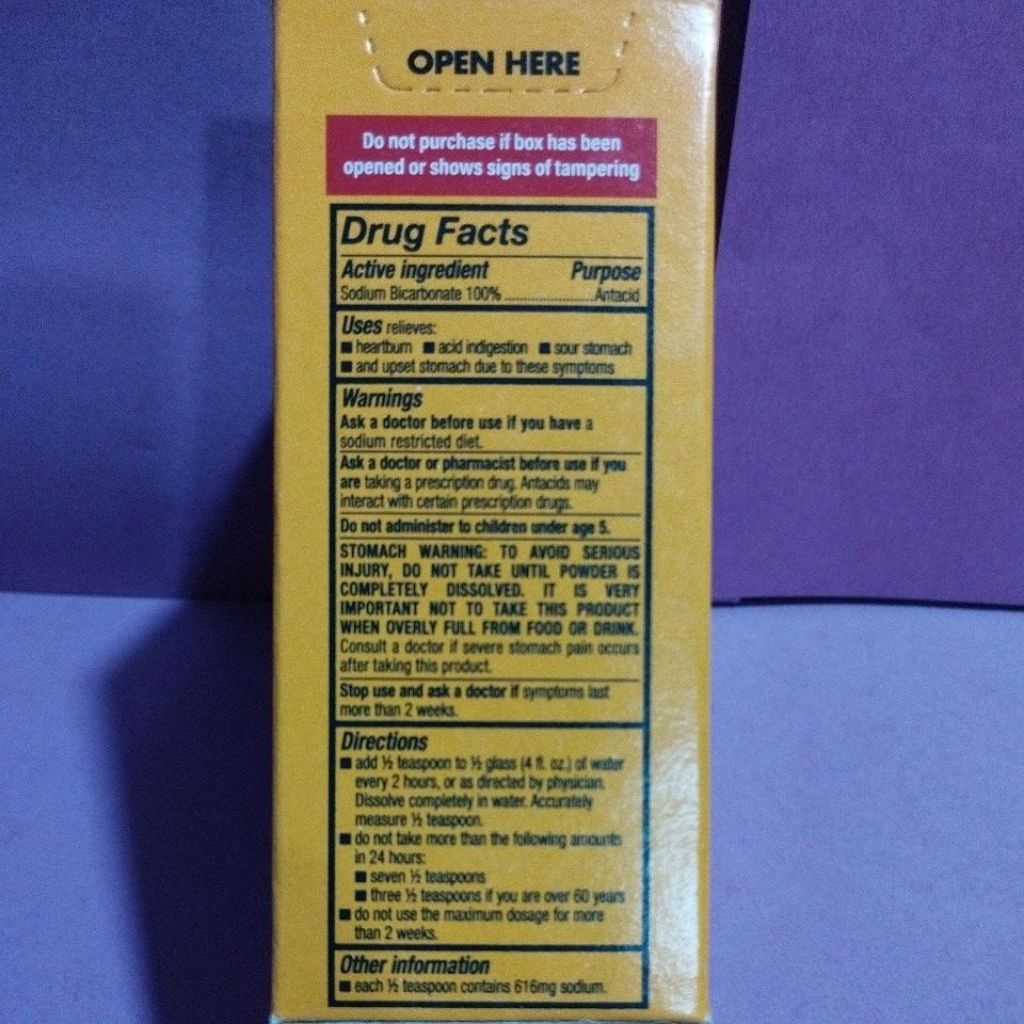 OPEN HERE
Do not purchase if box has been
opened or shows signs of tampering
Drug Facts
Active ingredient Purpose
Sodium Bicarbonate 100% ........................Antacid
Uses relieves:
■ heartburn ■ acid indigestion ■ sour stomach
■ and upset stomach due to these symptoms
Warnings
Ask a doctor before use if you have a
sodium restricted diet.
Ask a doctor or pharmacist before use if you
are taking a prescription drug. Antacids may
interact with certain prescription drugs.
Do not administer to children under age 5.
STOMACH WARNING: TO AVOID SERIOUS
INJURY, DO NOT TAKE UNTIL POWDER IS
COMPLETELY DISSOLVED. IT IS VERY
IMPORTANT NOT TO TAKE THIS PRODUCT
WHEN OVERLY FULL FROM FOOD OR DRINK.
Consult a doctor if severe stomach pain occurs
after taking this product.
Stop use and ask a doctor if symptoms last
more than 2 weeks.
Directions
■ add ½ teaspoon to ½ glass (4 fl. oz.) of water
every 2 hours, or as directed by physician.
Dissolve completely in water. Accurately
measure ½ teaspoon.
■ do not take more than the following amounts
in 24 hours:
■ seven ½ teaspoons
■ three ½ teaspoons if you are over 60 years
■ do not use the maximum dosage for more
than 2 weeks.
Other information
■ each ½ teaspoon contains 616mg sodium.